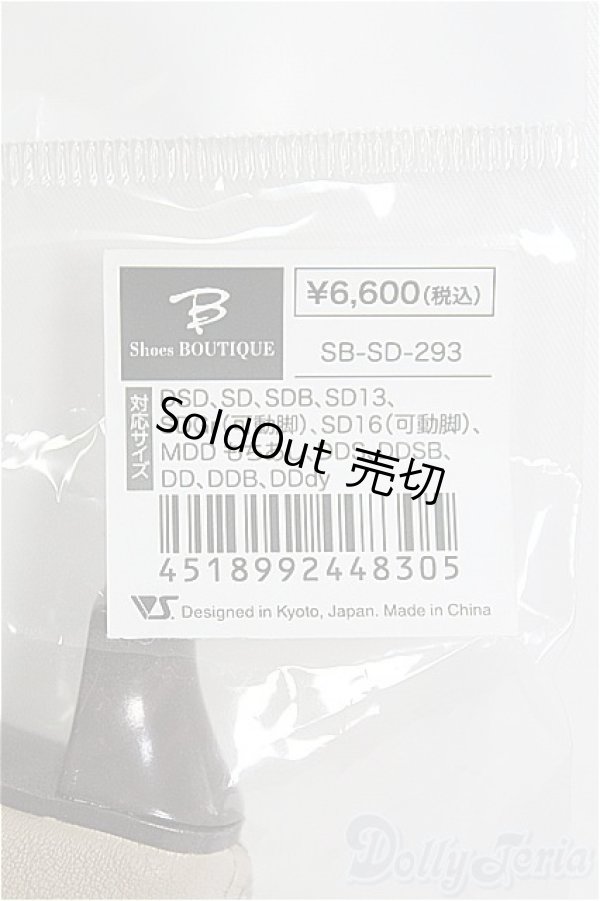 B
Shoes BOUTIQUE
¥6,600(税込)
SB-SD-293
対応サイズ
DSD、SD、SDB、SD13、
(可動脚)、SD16(可動脚)、
MDD DDS、DDSB、
DD、DDB、DDdy
SoldOut 売切
4518992448305
VS. Designed in Kyoto, Japan. Made in China
DollyTeria